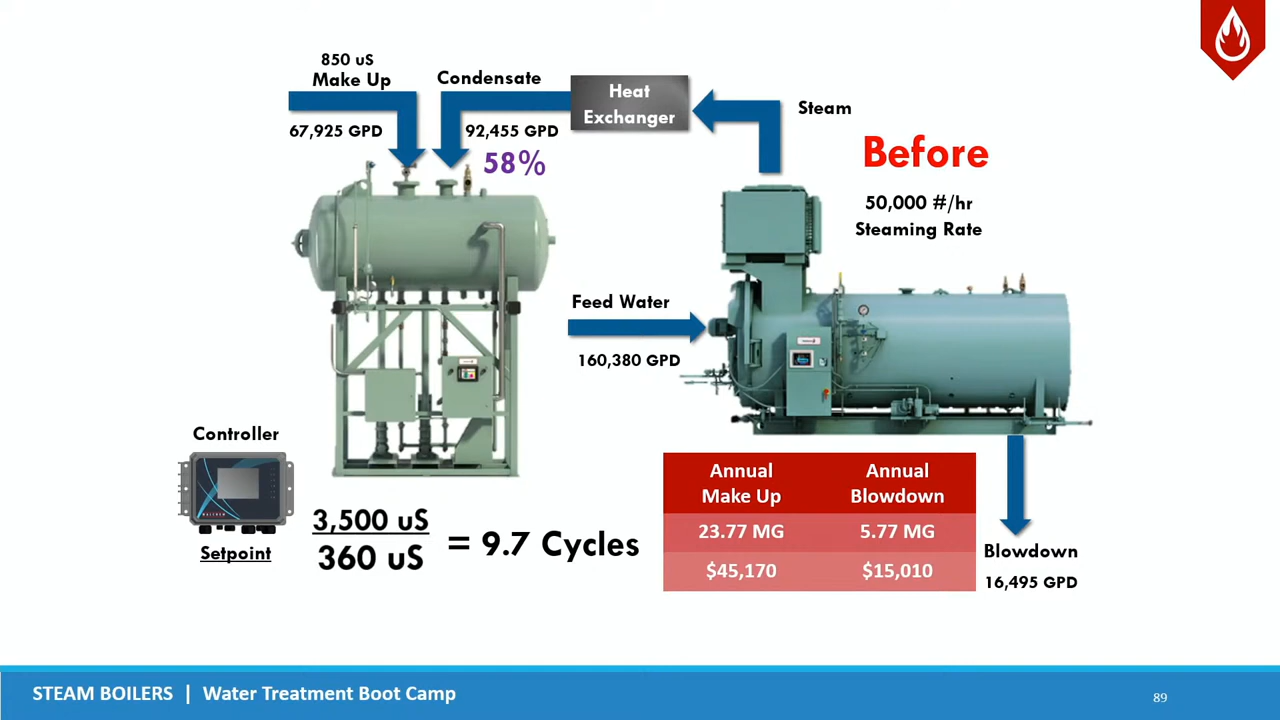 850 uS
Make Up
67,925 GPD
Condensate
92,455 GPD
58%
Heat
Exchanger
Steam
Before
50,000 #/hr
Steaming Rate
Feed Water
160,380 GPD
Controller
Setpoint
3,500 uS
360 uS
= 9.7 Cycles
Annual
Make Up
Annual
Blowdown
23.77 MG
5.77 MG
$45,170
$15,010
Blowdown
16,495 GPD
STEAM BOILERS | Water Treatment Boot Camp
89